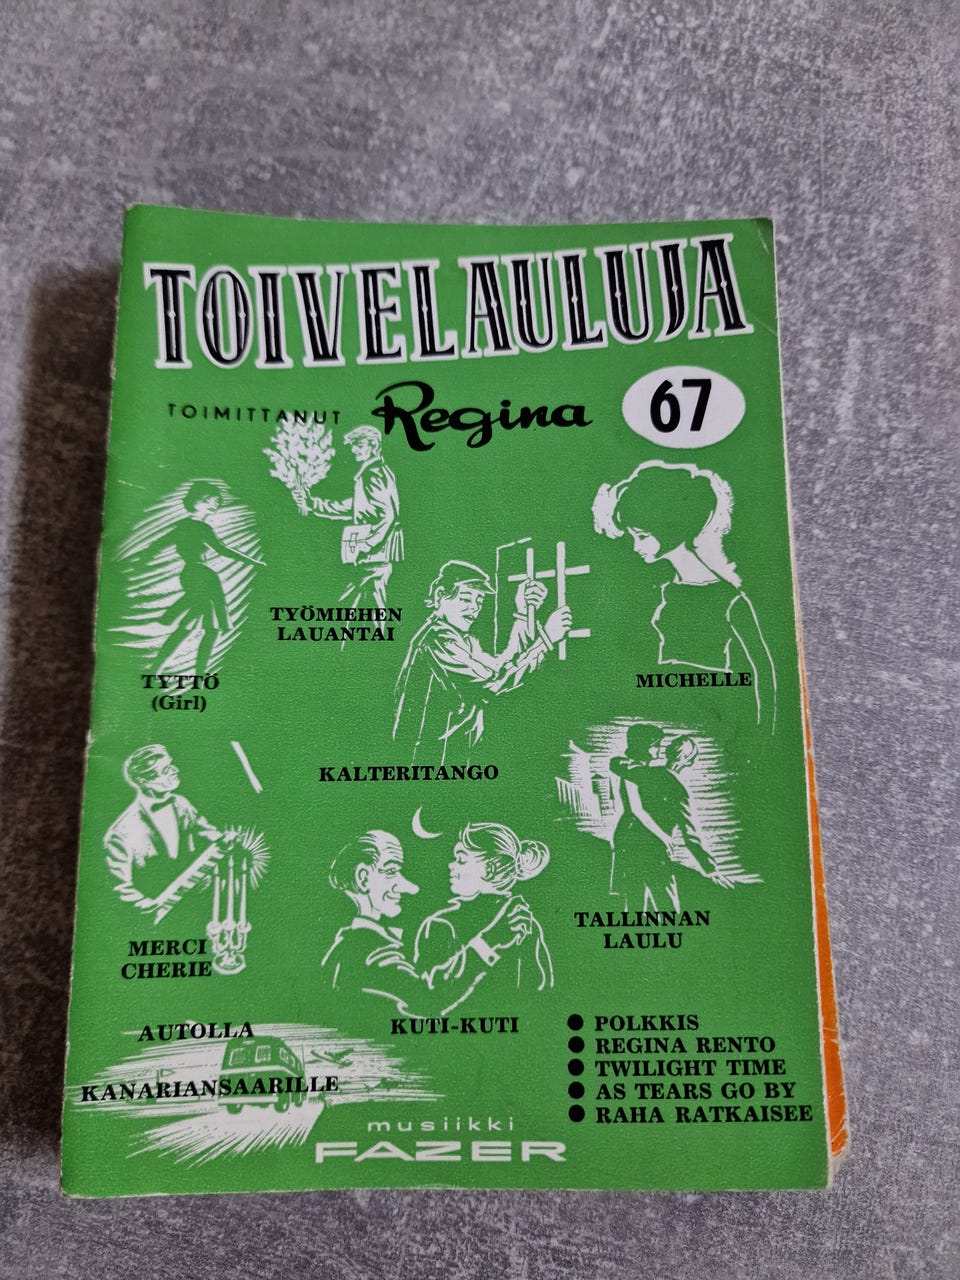 TOIVELAULUJA
TOIMITTANUT Regina 67
TYÖMIEHEN
LAUANTAI
TYTTÖ
(Girl)
MICHELLE
KALTERITANGO
MERCI
CHERIE
TALLINNAN
LAULU
KUTI-KUTI
AUTOLLA
KANARIANSAARILLE
● POLKKIS
● REGINA RENTO
● TWILIGHT TIME
● AS TEARS GO BY
● RAHA RATKAISEE
musiikki
FAZER